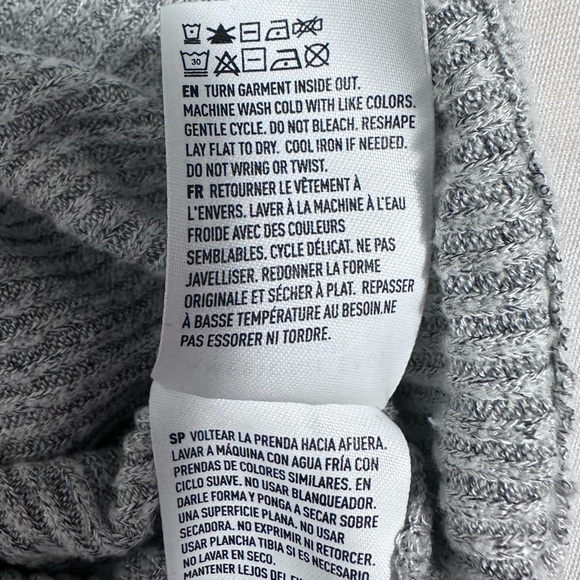 30
EN TURN GARMENT INSIDE OUT.
MACHINE WASH COLD WITH LIKE COLORS.
GENTLE CYCLE. DO NOT BLEACH. RESHAPE
LAY FLAT TO DRY. COOL IRON IF NEEDED.
DO NOT WRING OR TWIST.
FR RETOURNER LE VÊTEMENT À
L'ENVERS. LAVER À LA MACHINE À L'EAU
FROIDE AVEC DES COULEURS
SEMBLABLES. CYCLE DÉLICAT. NE PAS
JAVELLISER. REDONNER LA FORME
ORIGINALE ET SÉCHER À PLAT. REPASSER
À BASSE TEMPÉRATURE AU BESOIN.NE
PAS ESSORER NI TORDRE.
SP VOLTEAR LA PRENDA HACIA AFUERA.
LAVAR A MÁQUINA CON AGUA FRÍA CON
PRENDAS DE COLORES SIMILARES. EN
CICLO SUAVE. NO USAR BLANQUEADOR.
DARLE FORMA Y PONGA A SECAR SOBRE
UNA SUPERFICIE PLANA. NO USAR
SECADORA. NO EXPRIMIR NI RETORCER.
USAR PLANCHA TIBIA SI ES NECESARIO
NO LAVAR EN SECO.
MANTENER LEJOS DEL